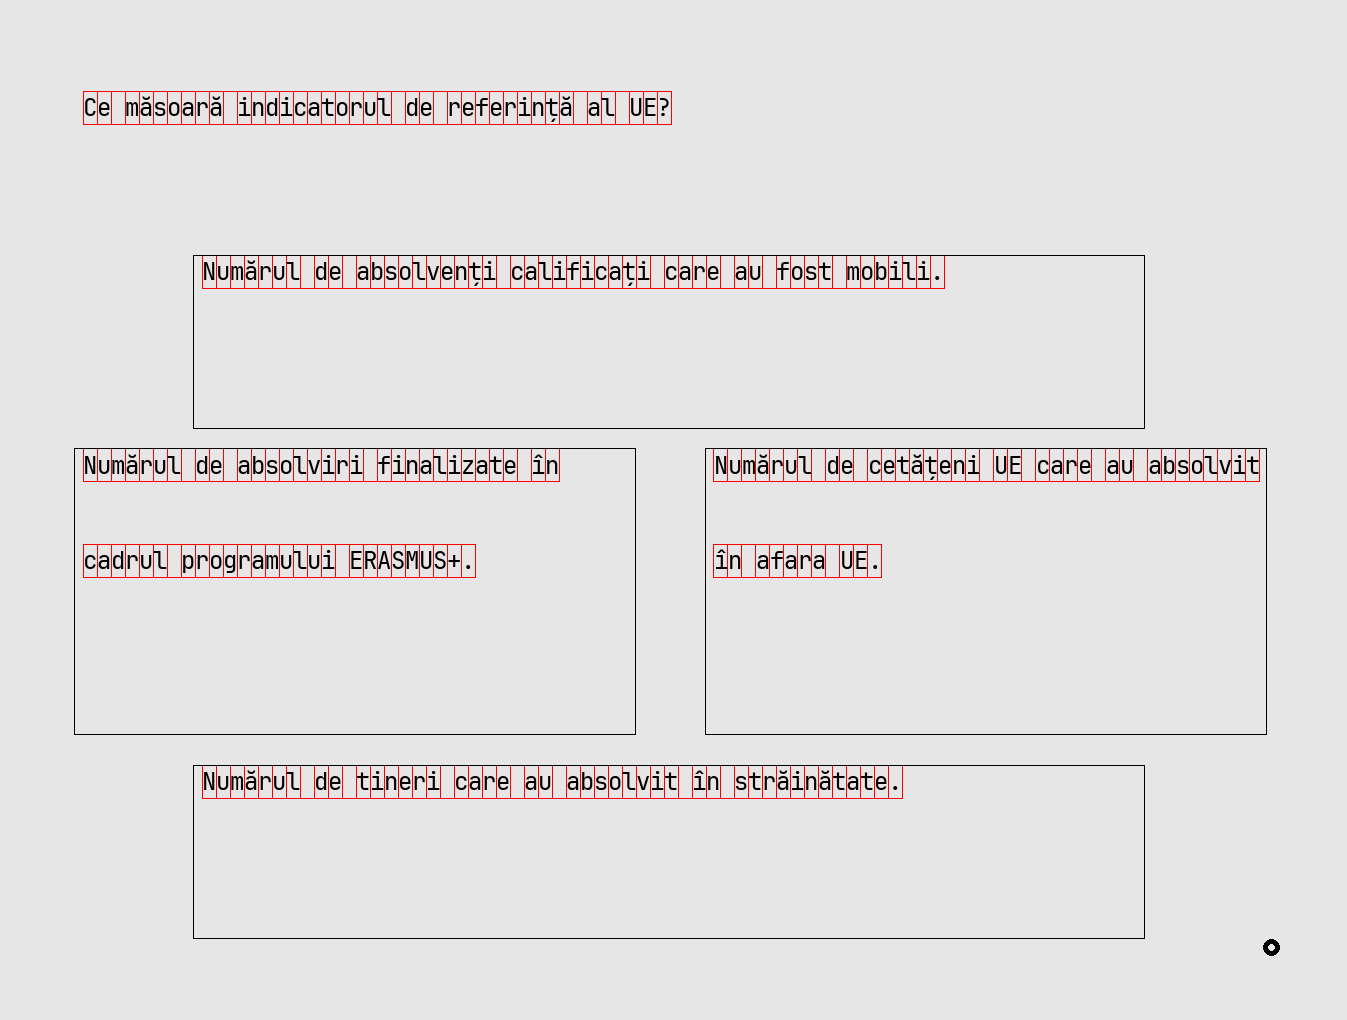 Ce măsoară indicatorul de referință al UE?
Numărul de absolvenți calificați care au fost mobili.
Numărul de absolviri finalizate în
cadrul programului ERASMUS+.
Numărul de cetățeni UE care au absolvit
în afara UE.
Numărul de tineri care au absolvit în străinătate.